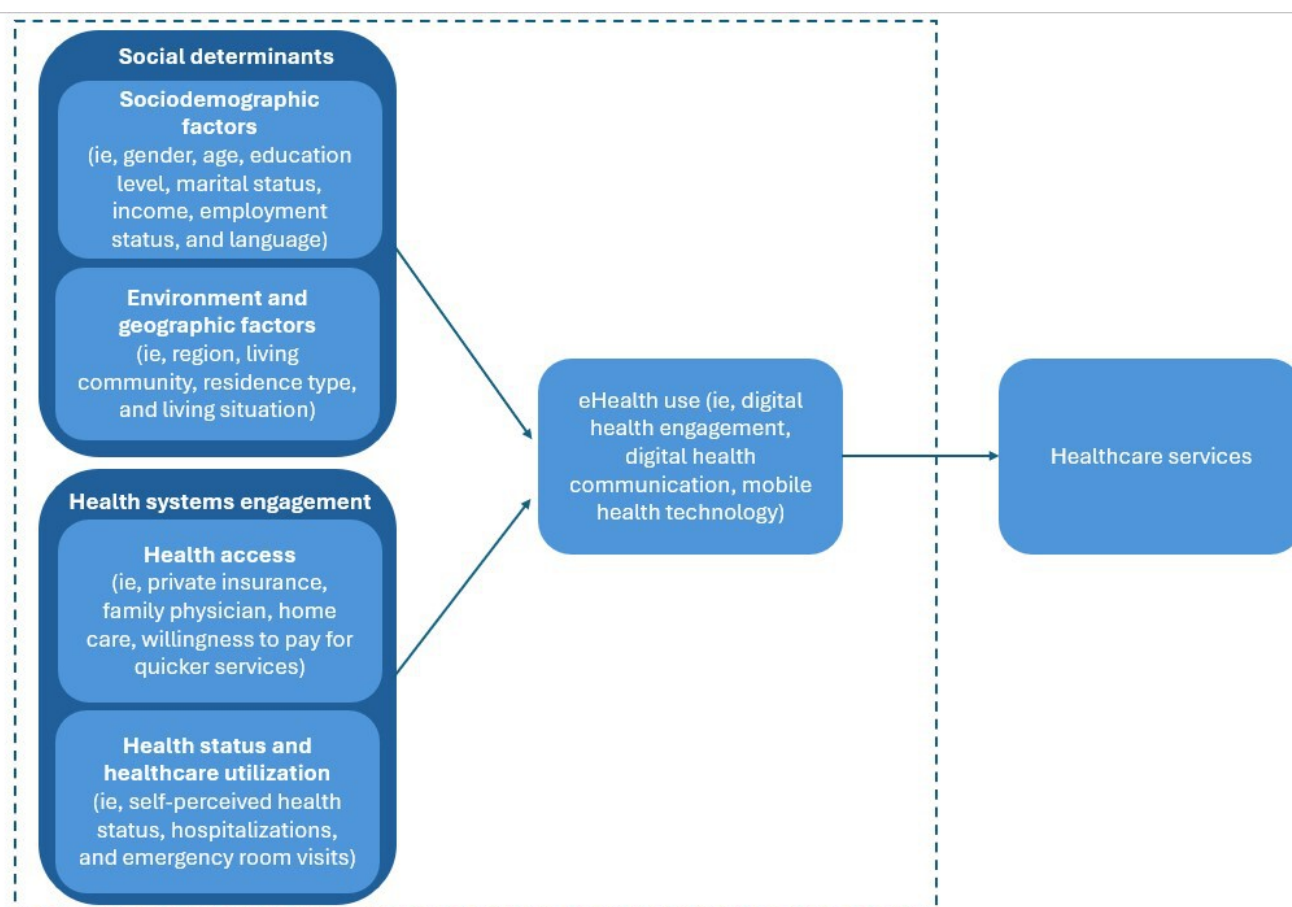 Social determinants
Sociodemographic
factors
(ie, gender, age, education
level, marital status,
income, employment
status, and language)
Environment and
geographic factors
(ie, region, living
community, residence type,
and living situation)
Health systems engagement
Health access
(ie, private insurance,
family physician, home
care, willingness to pay for
quicker services)
Health status and
healthcare utilization
(ie, self-perceived health
status, hospitalizations,
and emergency room visits)
eHealth use (ie, digital
health engagement,
digital health
communication, mobile
health technology)
Healthcare services